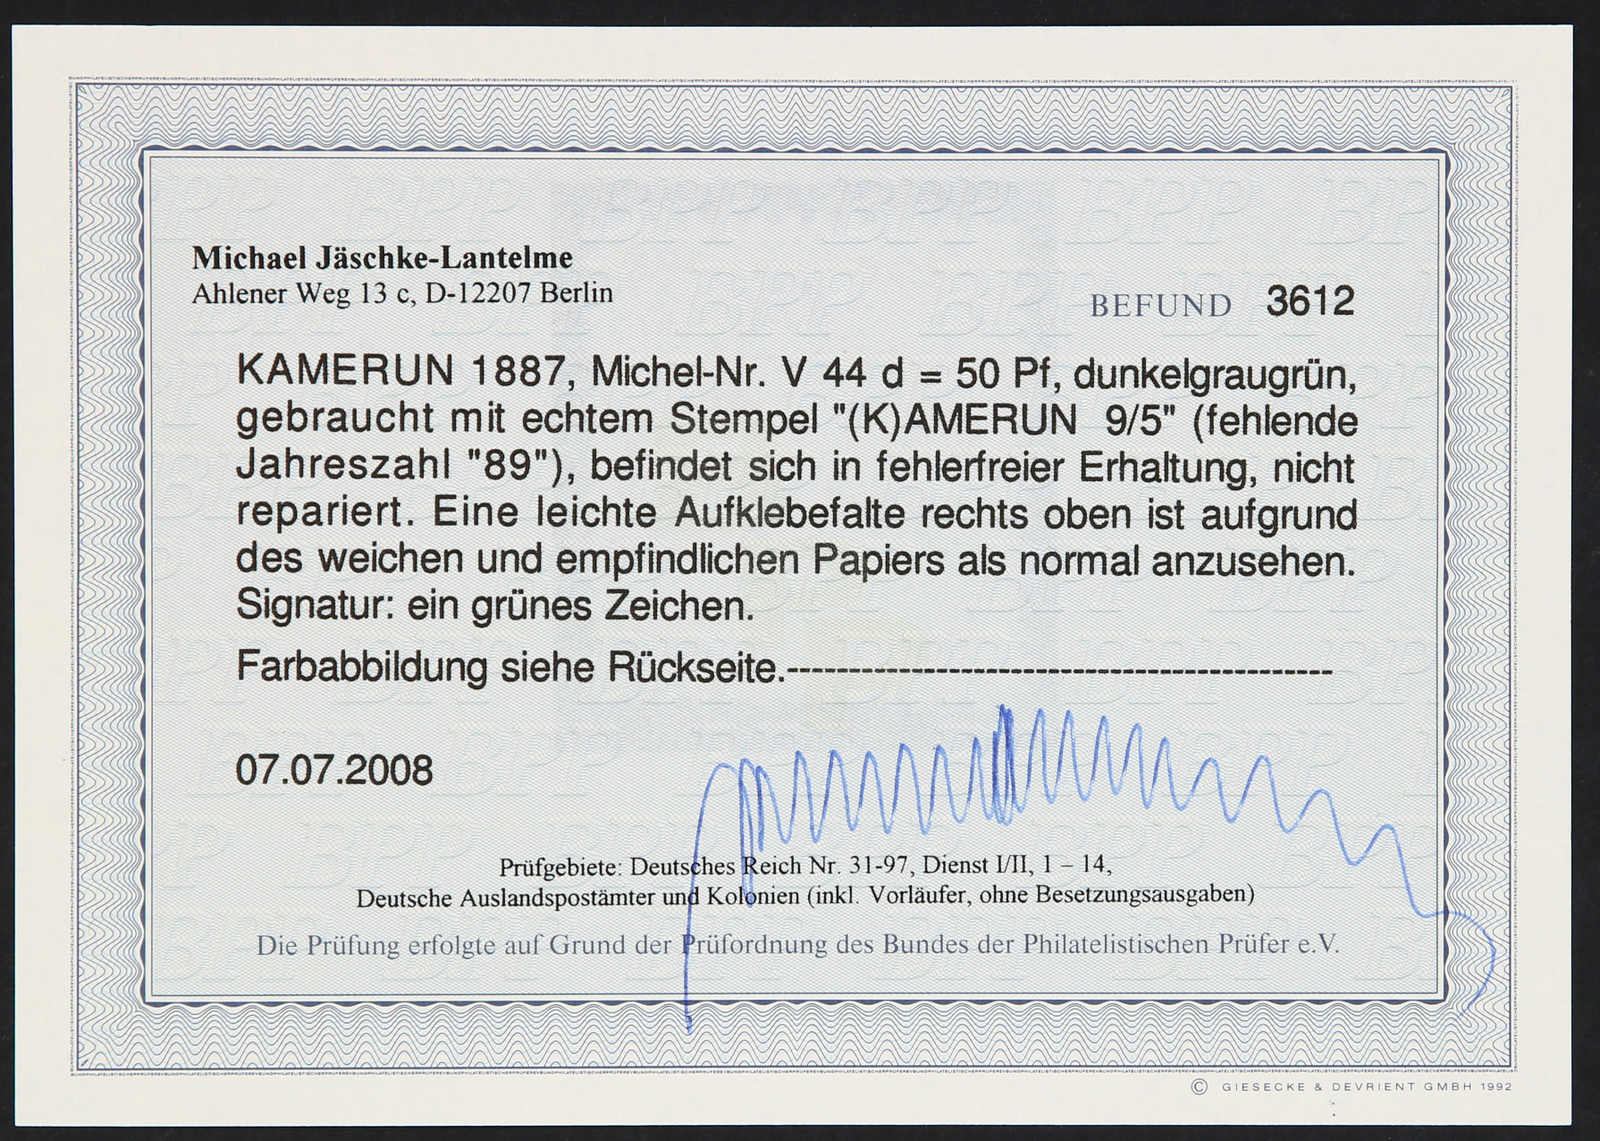 Michael Jäschke-Lantelme
Ahlener Weg 13 c, D-12207 Berlin
BEFUND 3612
KAMERUN 1887, Michel-Nr. V 44 d = 50 Pf, dunkelgraugrün,
gebraucht mit echtem Stempel "(K)AMERUN 9/5" (fehlende
Jahreszahl "89"), befindet sich in fehlerfreier Erhaltung, nicht
repariert. Eine leichte Aufklebefalte rechts oben ist aufgrund
des weichen und empfindlichen Papiers als normal anzusehen.
Signatur: ein grünes Zeichen.
Farbabbildung siehe Rückseite.--------------------------------------------
07.07.2008
Prüfgebiete: Deutsches Reich Nr. 31-97, Dienst I/II, 1 – 14,
Deutsche Auslandspostämter und Kolonien (inkl. Vorläufer, ohne Besetzungsausgaben)
Die Prüfung erfolgte auf Grund der Prüfordnung des Bundes der Philatelistischen Prüfer e.V.
© GIESECKE & DEVRIENT GMBH 1992